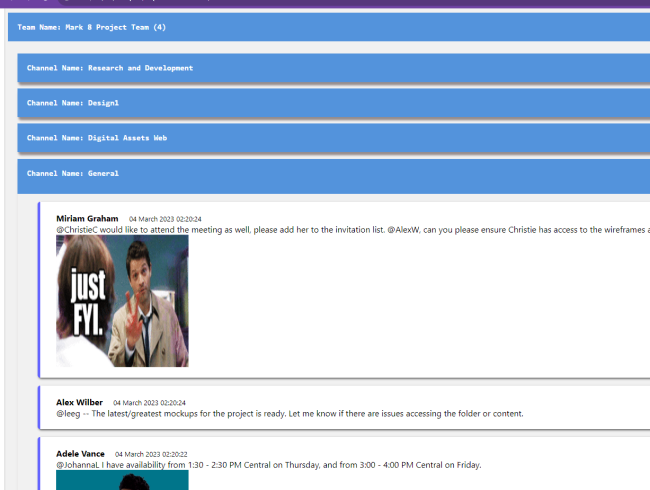 Team Name: Mark 8 Project Team (4)
Channel Name: Research and Development
Channel Name: Design1
Channel Name: Digital Assets Web
Channel Name: General
Miriam Graham 04 March 2023 02:20:24
@ChristieC would like to attend the meeting as well, please add her to the invitation list. @AlexW, can you please ensure Christie has access to the wireframes a
just
FYI.
Alex Wilber 04 March 2023 02:20:24
@leeg -- The latest/greatest mockups for the project is ready. Let me know if there are issues accessing the folder or content.
Adele Vance 04 March 2023 02:20:22
@JohannaL I have availability from 1:30 - 2:30 PM Central on Thursday, and from 3:00 - 4:00 PM Central on Friday.